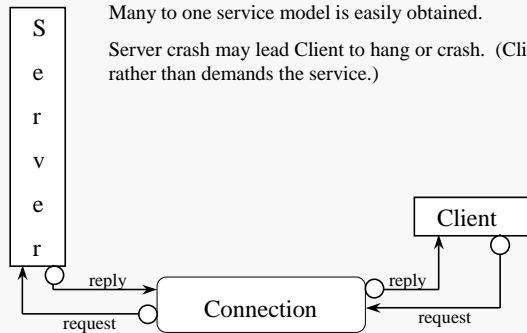 Many to one service model is easily obtained.
Server crash may lead Client to hang or crash. (Cli
rather than demands the service.)
S
e
r
v
e
r
Client
reply
reply
Connection
request
request